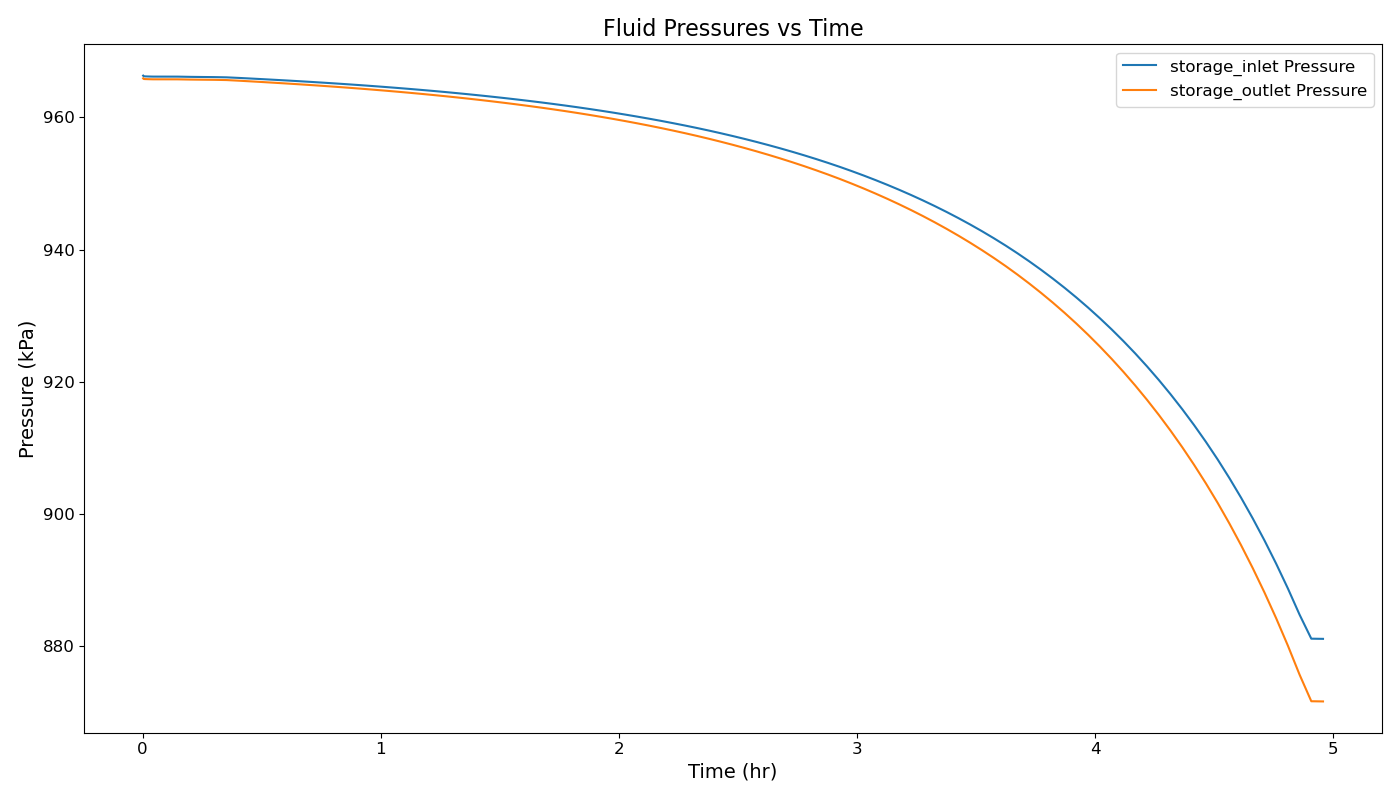 Fluid Pressures vs Time
storage_inlet Pressure
storage_outlet Pressure
Pressure (kPa)
960
940
920
900
880
0 1 2 3 4 5
Time (hr)